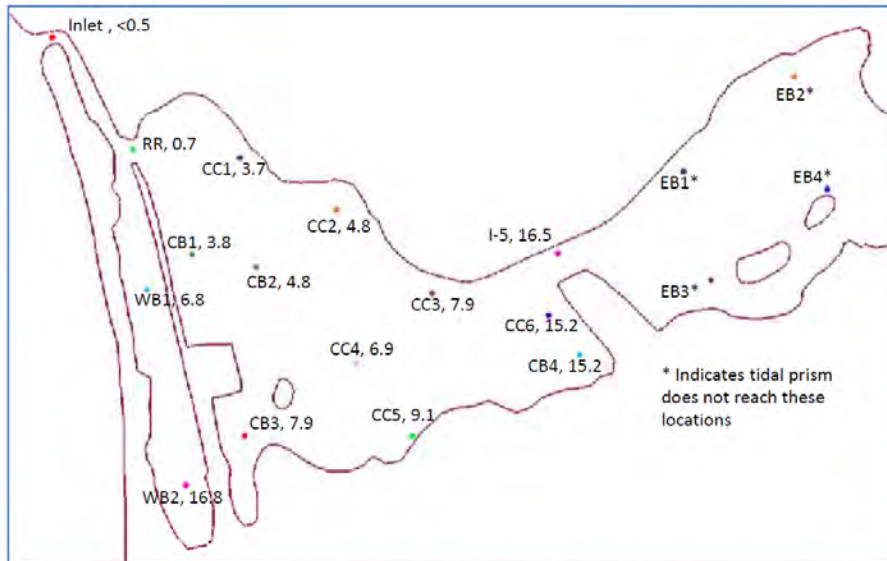 Inlet , <0.5
EB2*
RR, 0.7
CC1, 3.7
EB1*
EB4*
CC2, 4.8
I-5, 16.5
CB1, 3.8
CB2, 4.8
EB3*
WB1, 6.8
CC3, 7.9
CC6, 15.2
CC4, 6.9
CB4, 15.2
* Indicates tidal prism
does not reach these
locations
CB3, 7.9
CC5, 9.1
WB2, 16.8